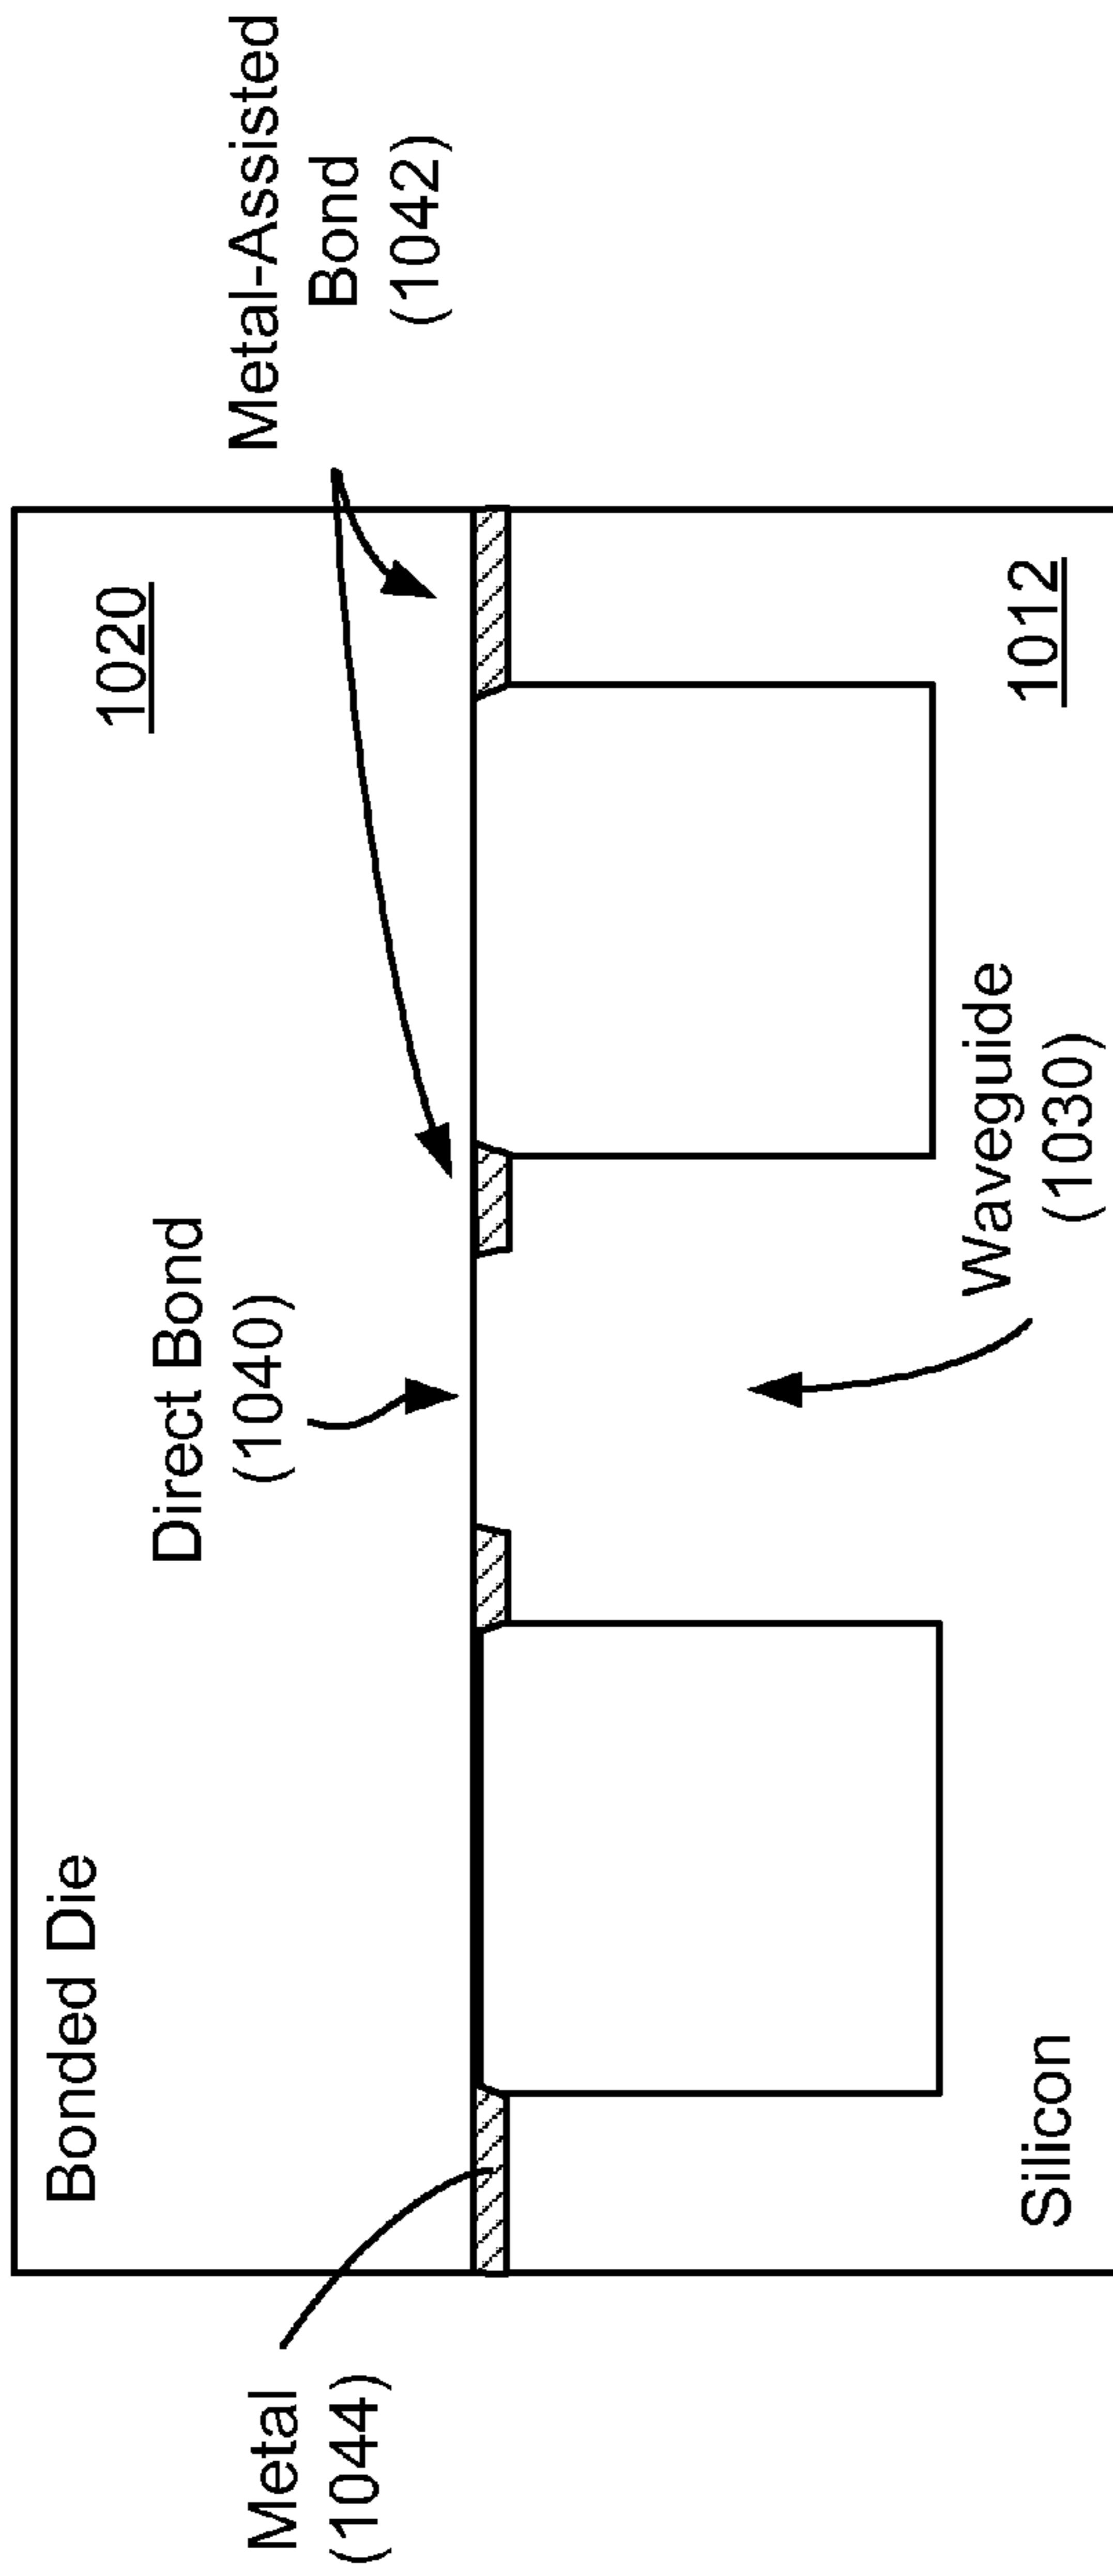 Bonded Die
1020
Direct Bond
(1040)
Metal-Assisted
Bond
(1042)
Metal
(1044)
Waveguide
(1030)
Silicon
1012